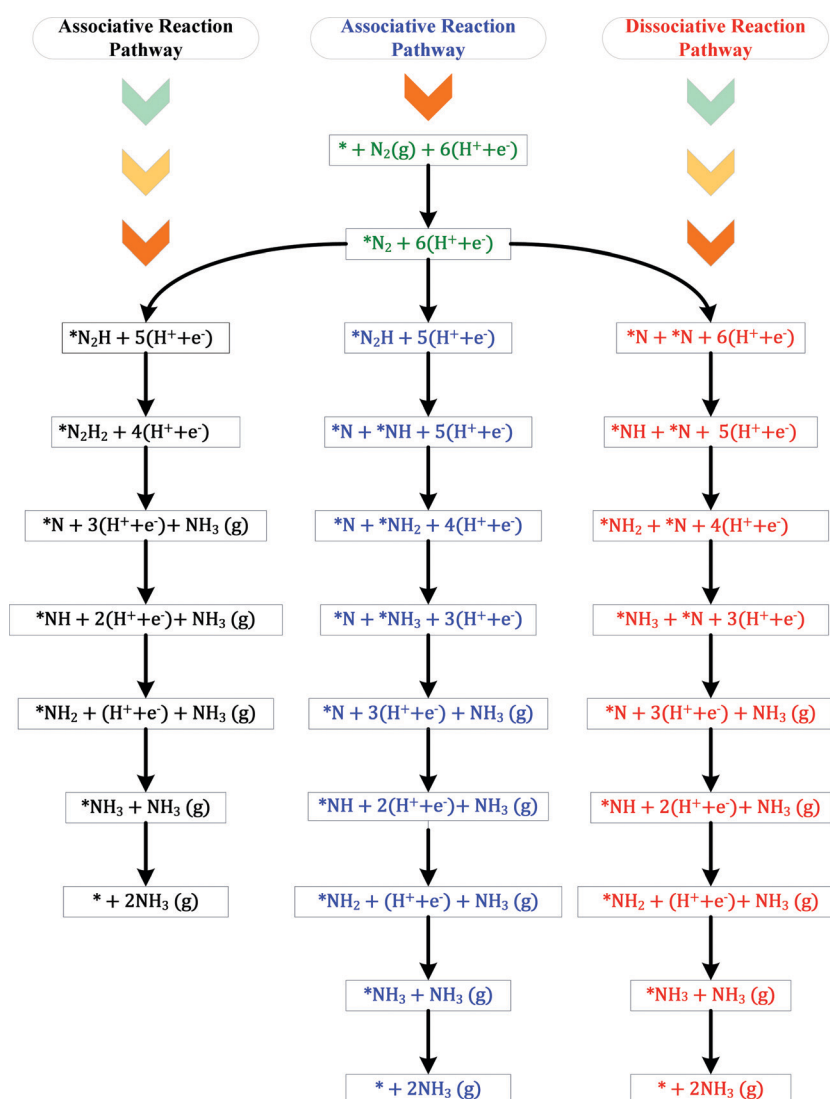 Associative Reaction
Pathway
Associative Reaction
Pathway
Dissociative Reaction
Pathway
* + N₂(g) + 6(H⁺+e⁻)
*N₂ + 6(H⁺+e⁻)
*N₂H + 5(H⁺+e⁻)
*N₂H + 5(H⁺+e⁻)
*N + *N + 6(H⁺+e⁻)
*N₂H₂ + 4(H⁺+e⁻)
*N + *NH + 5(H⁺+e⁻)
*NH + *N + 5(H⁺+e⁻)
*N + 3(H⁺+e⁻)+ NH₃ (g)
*N + *NH₂ + 4(H⁺+e⁻)
*NH₂ + *N + 4(H⁺+e⁻)
*NH + 2(H⁺+e⁻)+ NH₃ (g)
*N + *NH₃ + 3(H⁺+e⁻)
*NH₃ + *N + 3(H⁺+e⁻)
*NH₂ + (H⁺+e⁻) + NH₃ (g)
*N + 3(H⁺+e⁻) + NH₃ (g)
*N + 3(H⁺+e⁻) + NH₃ (g)
*NH₃ + NH₃ (g)
*NH + 2(H⁺+e⁻)+ NH₃ (g)
*NH + 2(H⁺+e⁻) + NH₃ (g)
* + 2NH₃ (g)
*NH₂ + (H⁺+e⁻) + NH₃ (g)
*NH₂ + (H⁺+e⁻) + NH₃ (g)
*NH₃ + NH₃ (g)
*NH₃ + NH₃ (g)
* + 2NH₃ (g)
* + 2NH₃ (g)